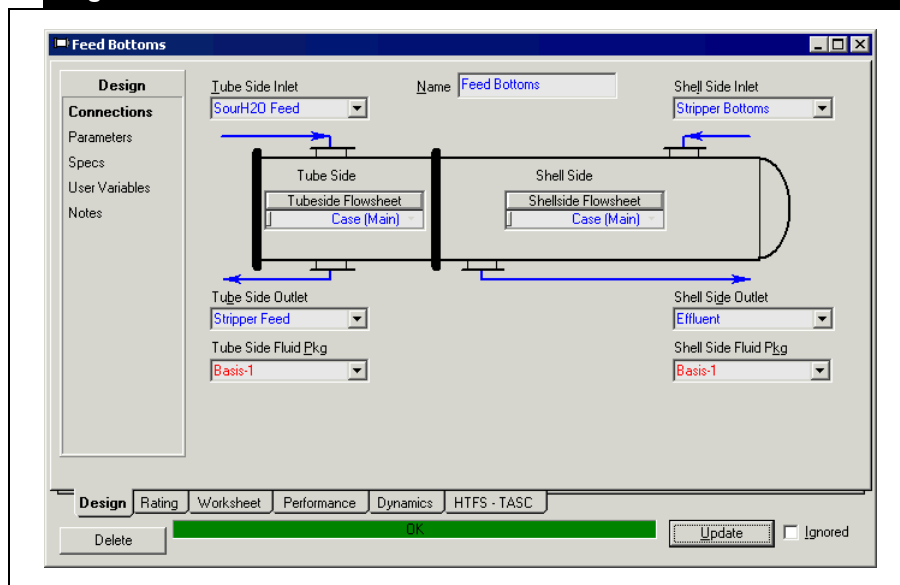 Feed Bottoms
Design
Connections
Parameters
Specs
User Variables
Notes
Tube Side Inlet
SourH2O Feed
Name Feed Bottoms
Shell Side Inlet
Stripper Bottoms
Tube Side
Tubeside Flowsheet
Case (Main)
Shell Side
Shellside Flowsheet
Case (Main)
Tube Side Outlet
Stripper Feed
Tube Side Fluid Pkg
Basis-1
Shell Side Outlet
Effluent
Shell Side Fluid Pkg
Basis-1
Design Rating Worksheet Performance Dynamics HTFS - TASC
Delete OK Update Ignored